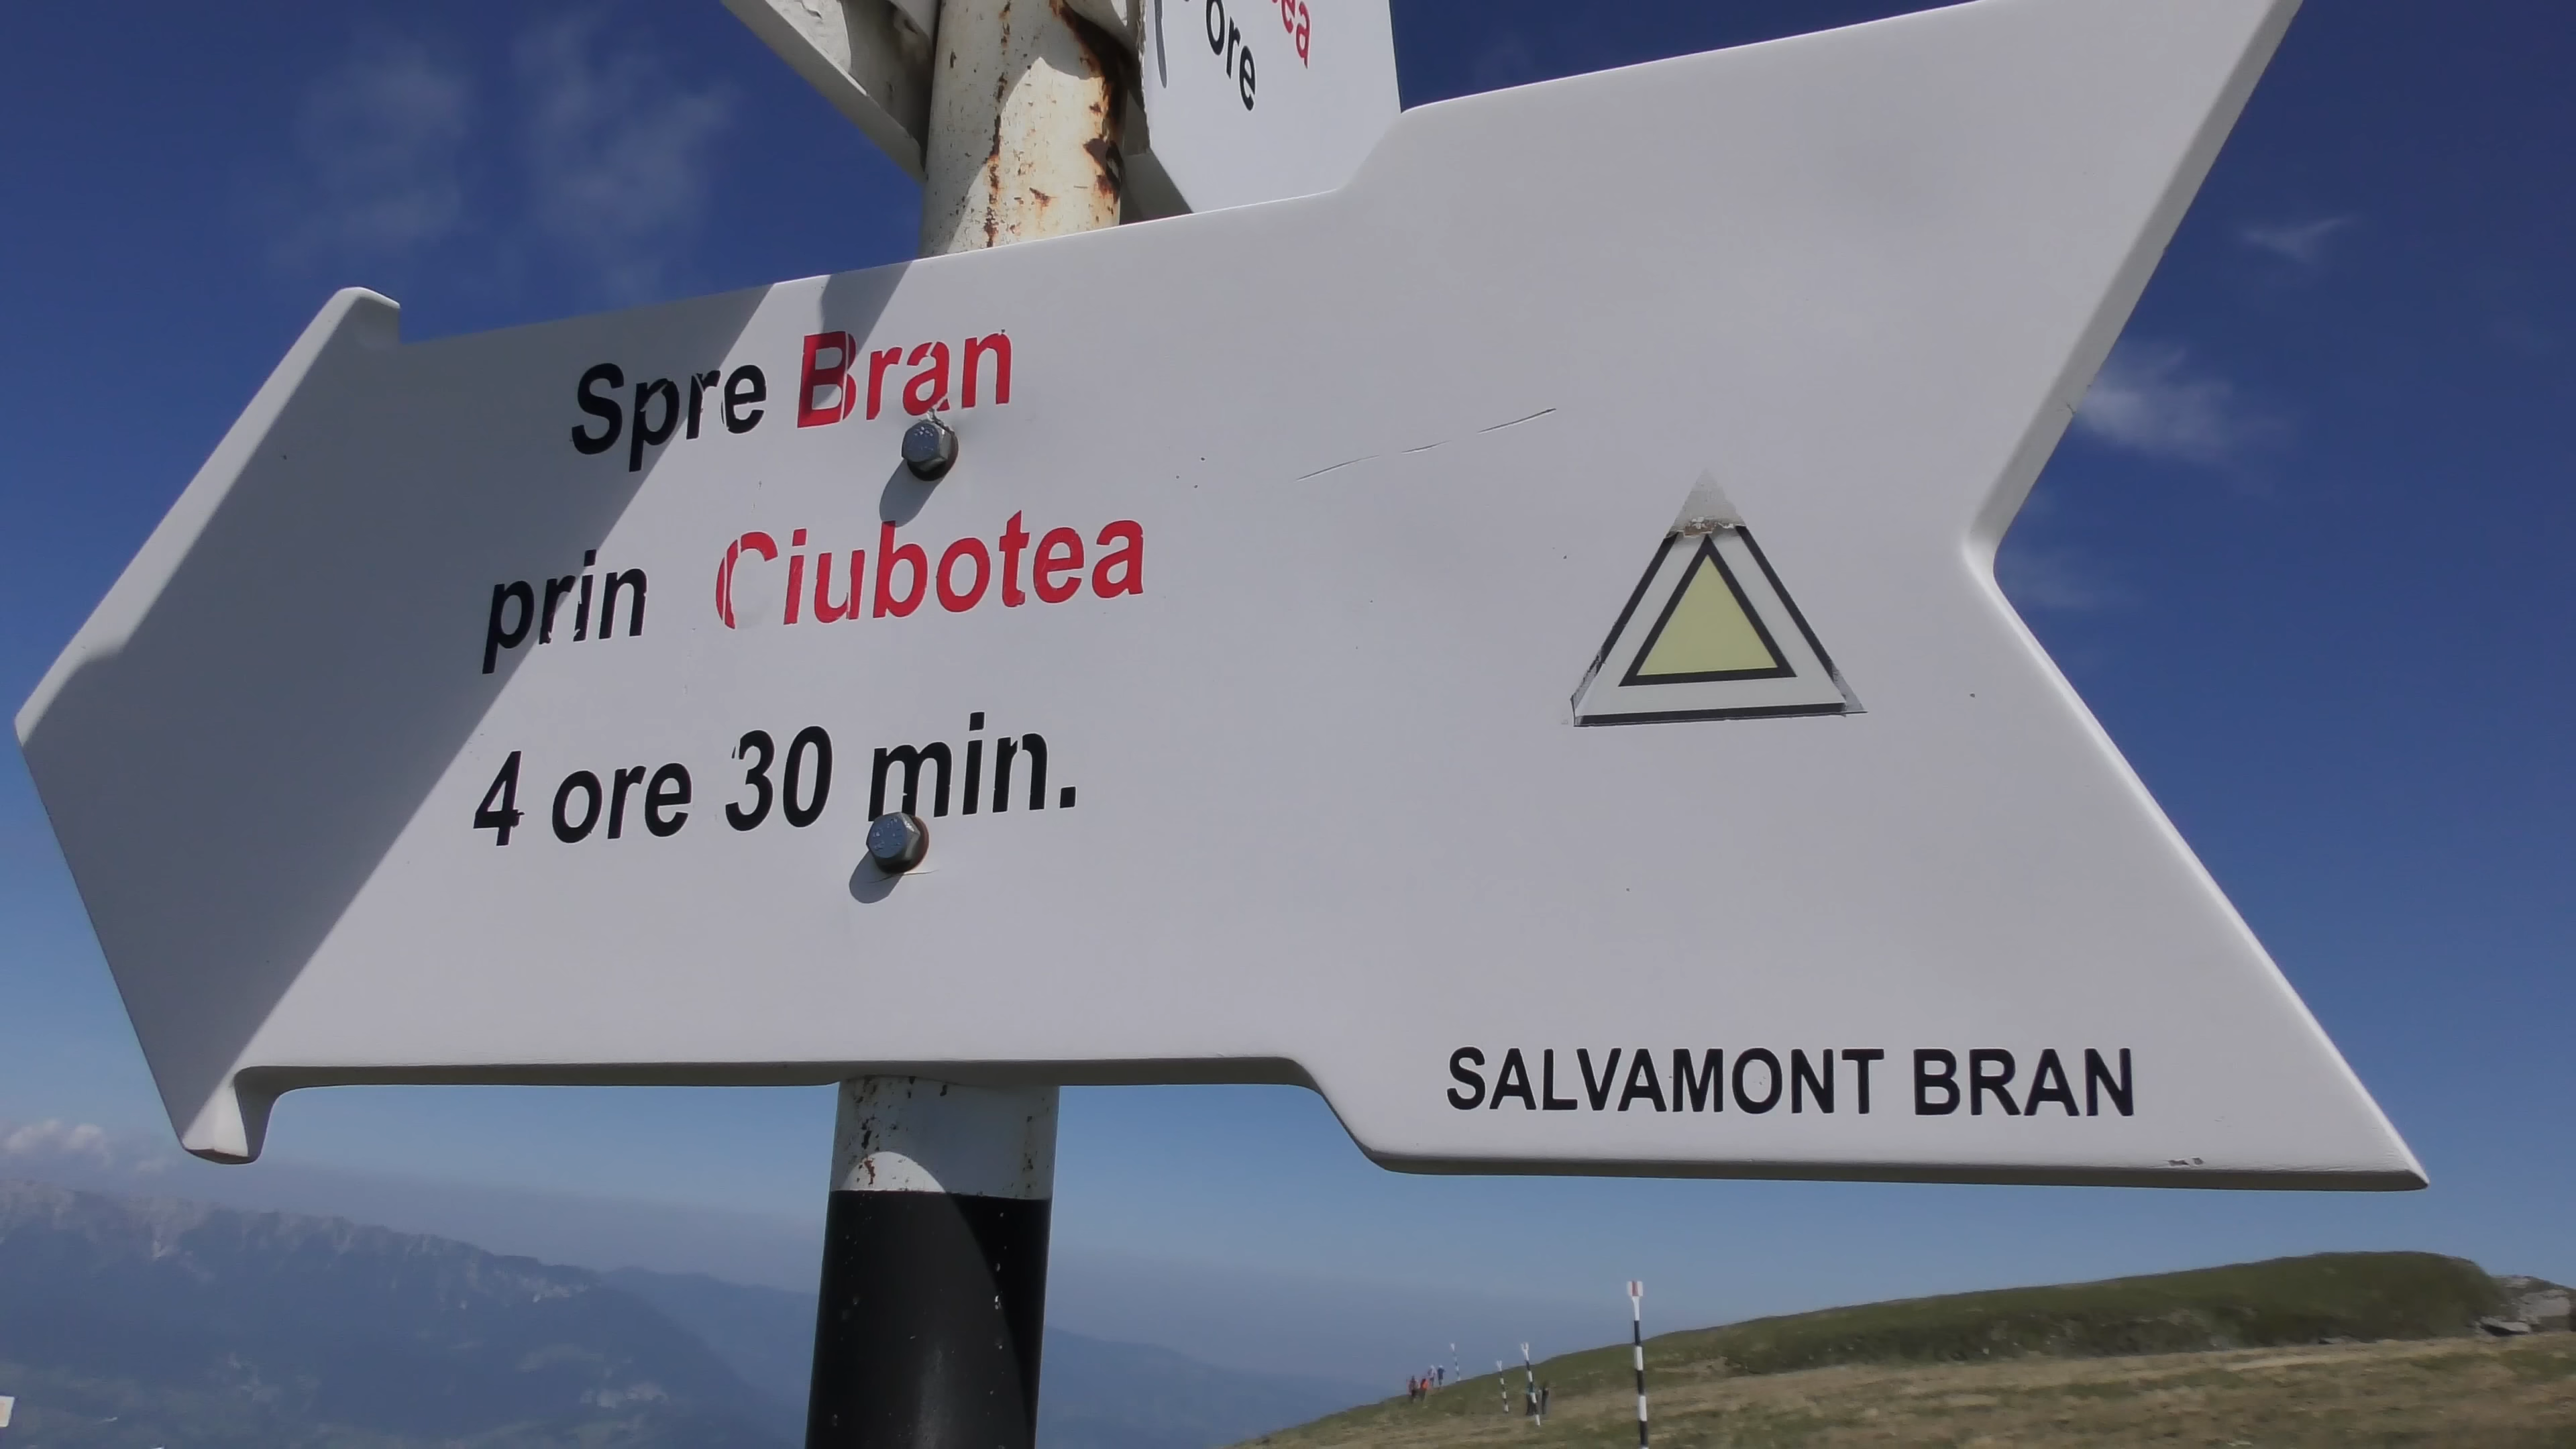 ore
Spre Bran
prin Ciubotea
4 ore 30 min.
SALVAMONT BRAN